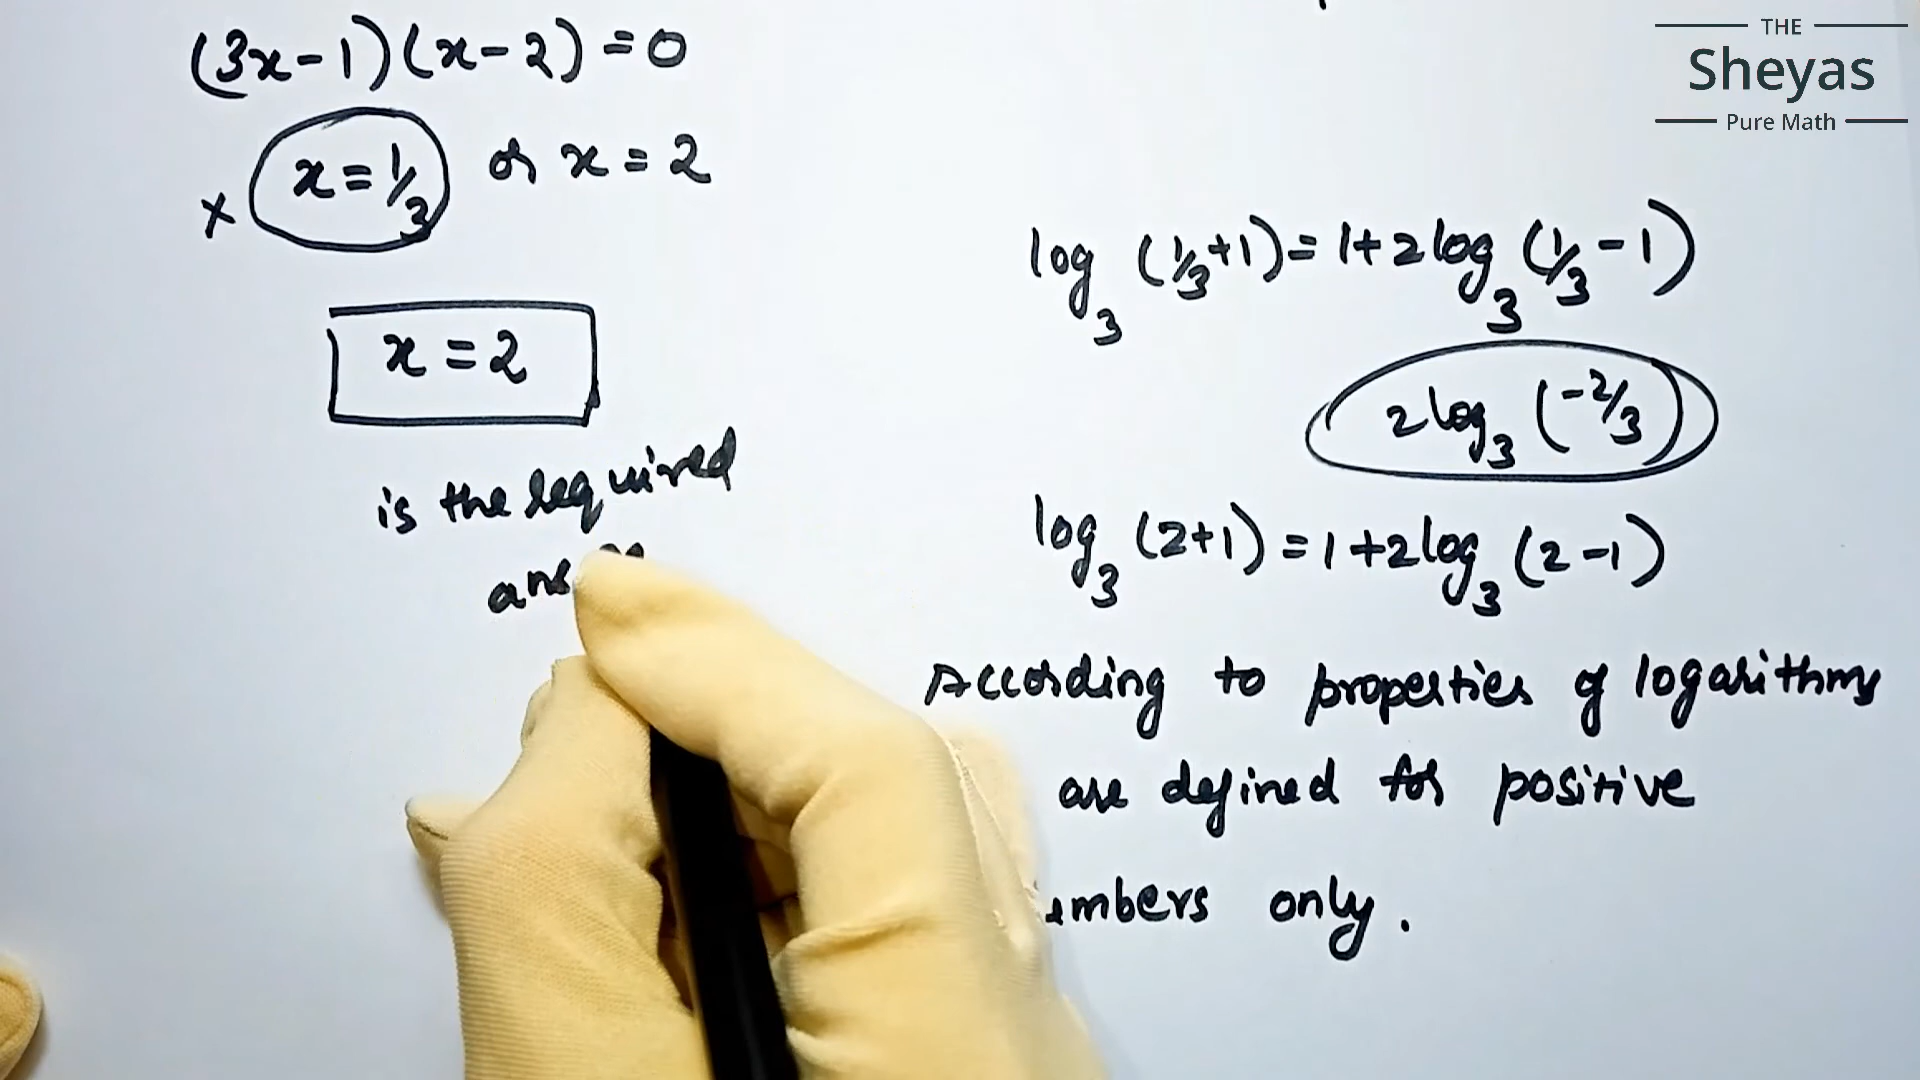 (3x-1)(x-2)=0
x x=1/3 or x=2
x=2
is the required
THE
Sheyas
Pure Math
log₃(1/3+1)=1+2log₃(1/3-1)
2log₃(-2/3)
log₃(2+1)=1+2log₃(2-1)
According to properties of logarithms
are defined for positive
only.